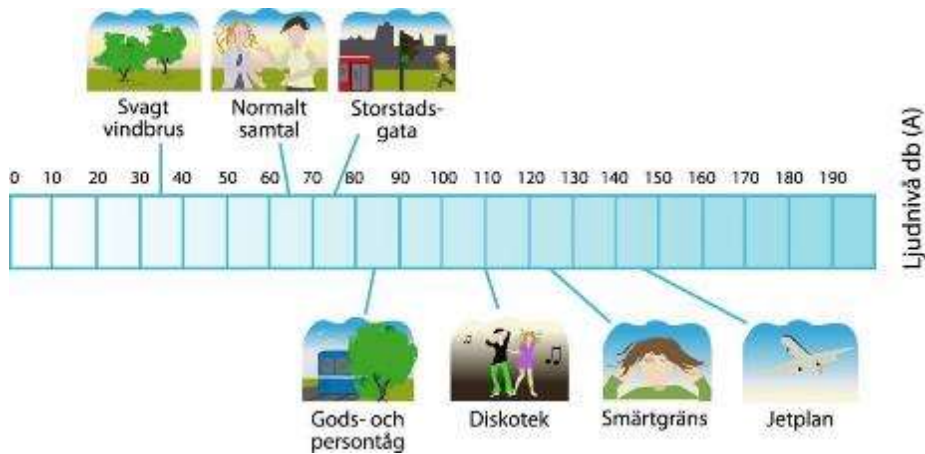 Svagt
vindbrus
Normalt
samtal
Storstads-
gata
0 10 20 30 40 50 60 70 80 90 100 110 120 130 140 150 160 170 180 190
Ljudnivå db (A)
Gods- och
persontåg
Diskotek
Smärtgräns
Jetplan